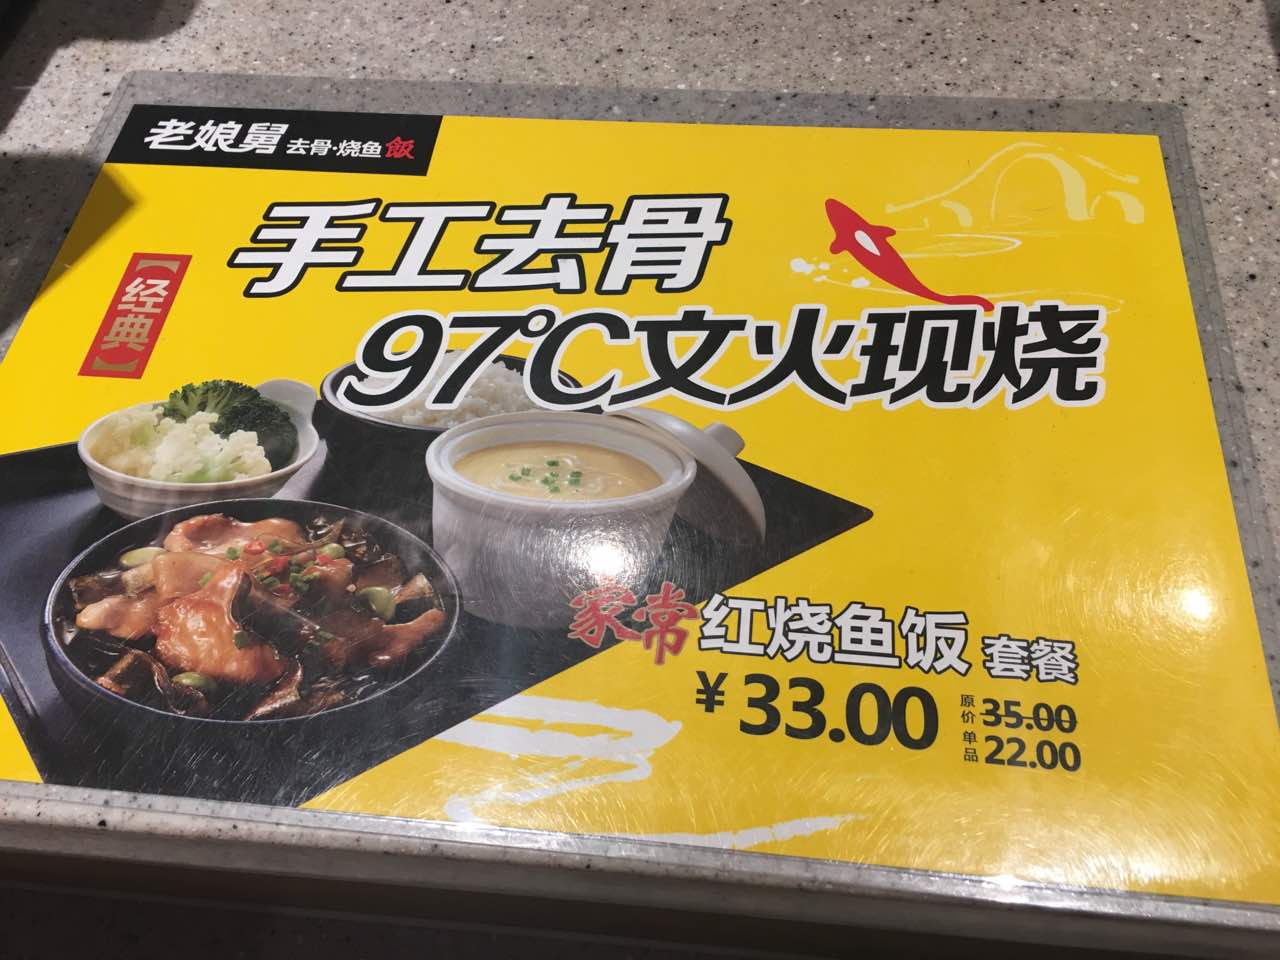 老娘舅 去骨·烧鱼饭
手工去骨
【经典】
97℃文火现烧
家常红烧鱼饭 套餐
¥33.00
原价 35.00
单品 22.00